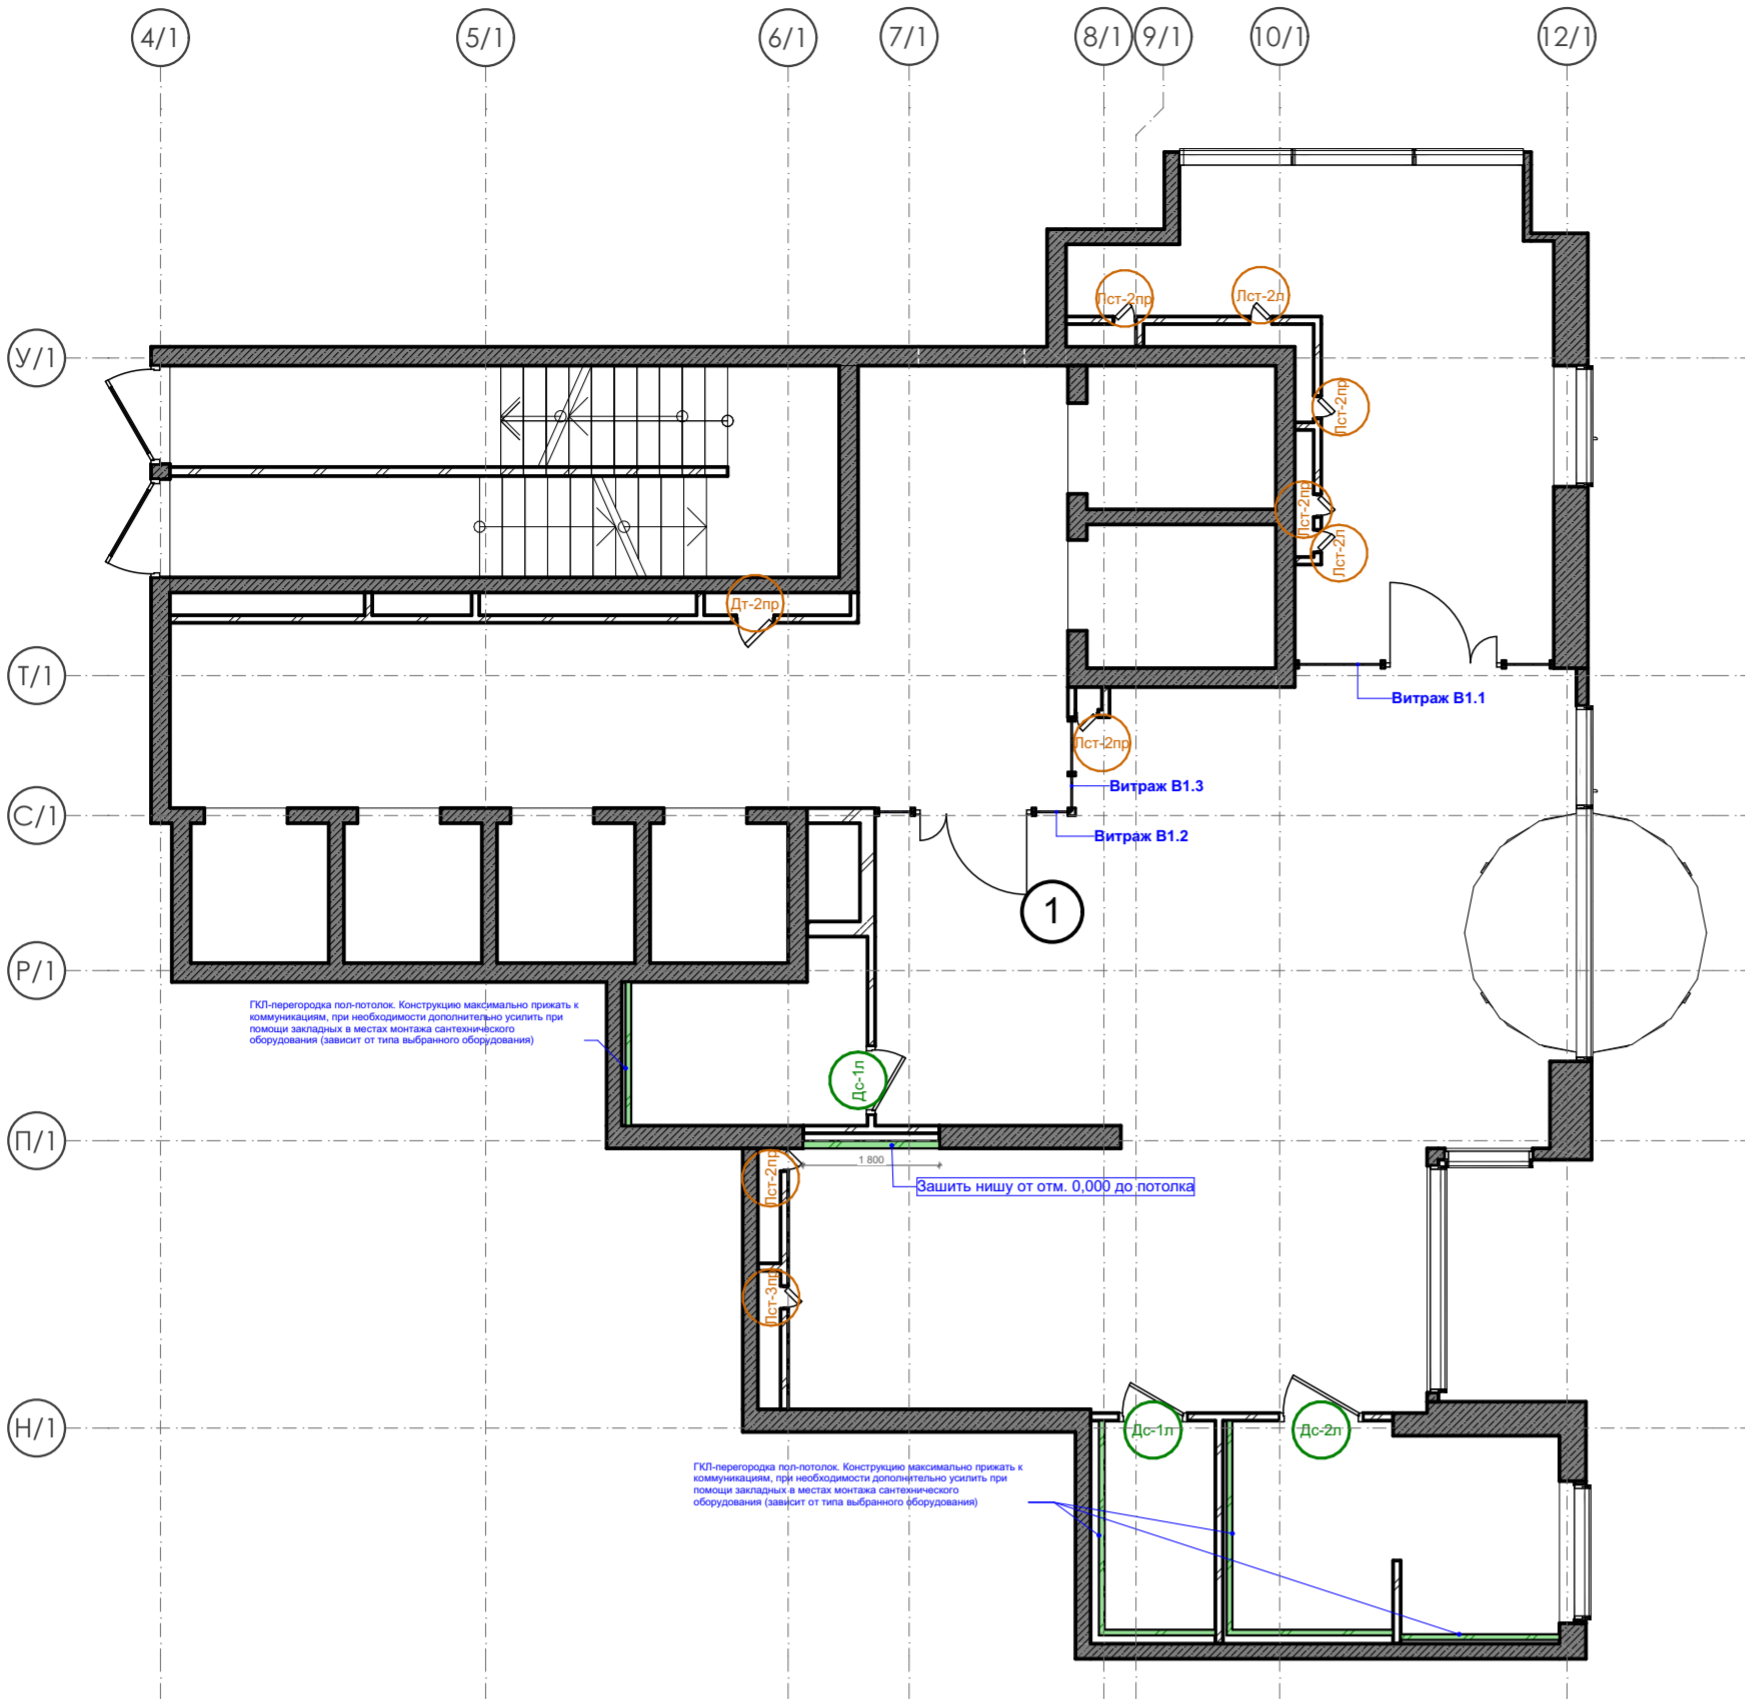 4/1
5/1
6/1
7/1
8/1
9/1
10/1
12/1
Лст-2пр
Лст-2л
У/1
Лст-2пр
Лст-2пр
Лст-2л
Дт-2пр
Т/1
Витраж В1.1
Лст-2пр
Витраж В1.3
С/1
Витраж В1.2
1
Р/1
ГКЛ-перегородка пол-потолок. Конструкцию максимально прижать к
коммуникациям, при необходимости дополнительно усилить при
помощи закладных в местах монтажа сантехнического
оборудования (зависит от типа выбранного оборудования)
Дс-1л
П/1
1 800
Лст-2пр
Зашить нишу от отм. 0,000 до потолка
Лст-3пр
Н/1
Дс-1л
Дс-2л
ГКЛ-перегородка пол-потолок. Конструкцию максимально прижать к
коммуникациям, при необходимости дополнительно усилить при
помощи закладных в местах монтажа сантехнического
оборудования (зависит от типа выбранного оборудования)